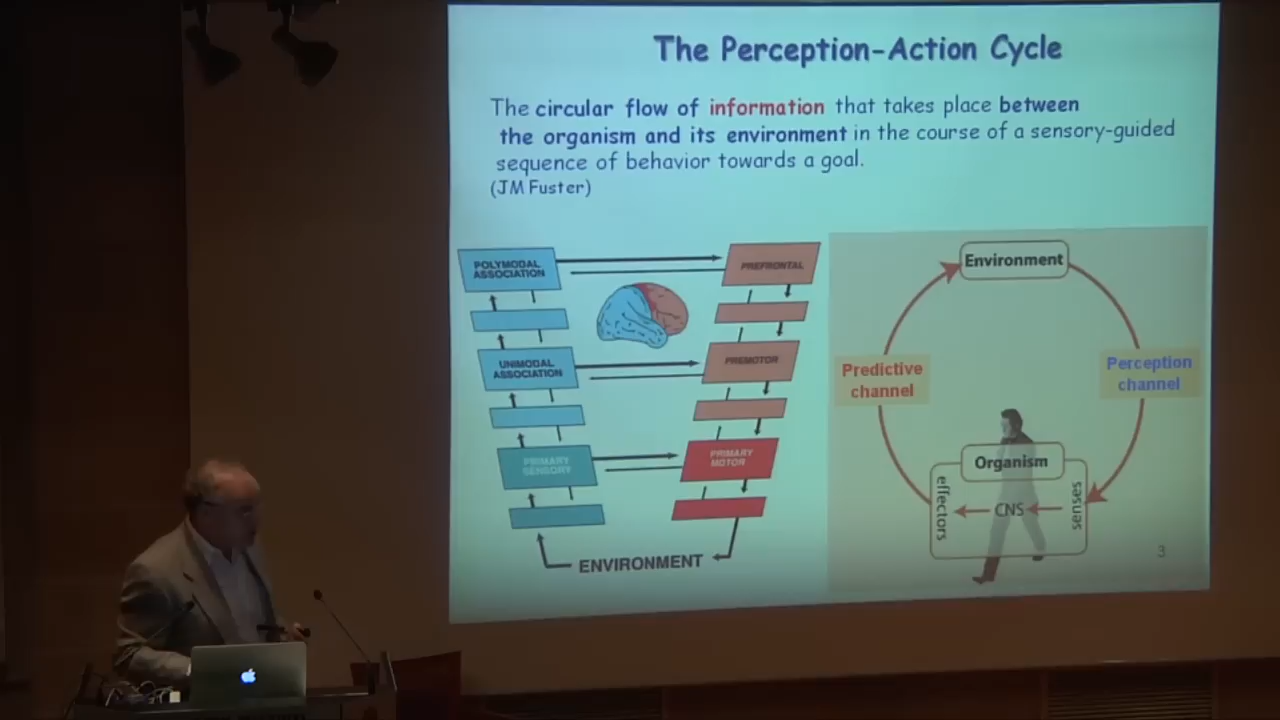 The Perception-Action Cycle
The circular flow of information that takes place between
the organism and its environment in the course of a sensory-guided
sequence of behavior towards a goal.
(JM Fuster)
POLYMODAL
ASSOCIATION
PREFRONTAL
UNIMODAL
ASSOCIATION
PREMOTOR
PRIMARY
SENSORY
PRIMARY
MOTOR
ENVIRONMENT
Environment
Predictive
channel
Perception
channel
Organism
effectors
CNS
senses
3